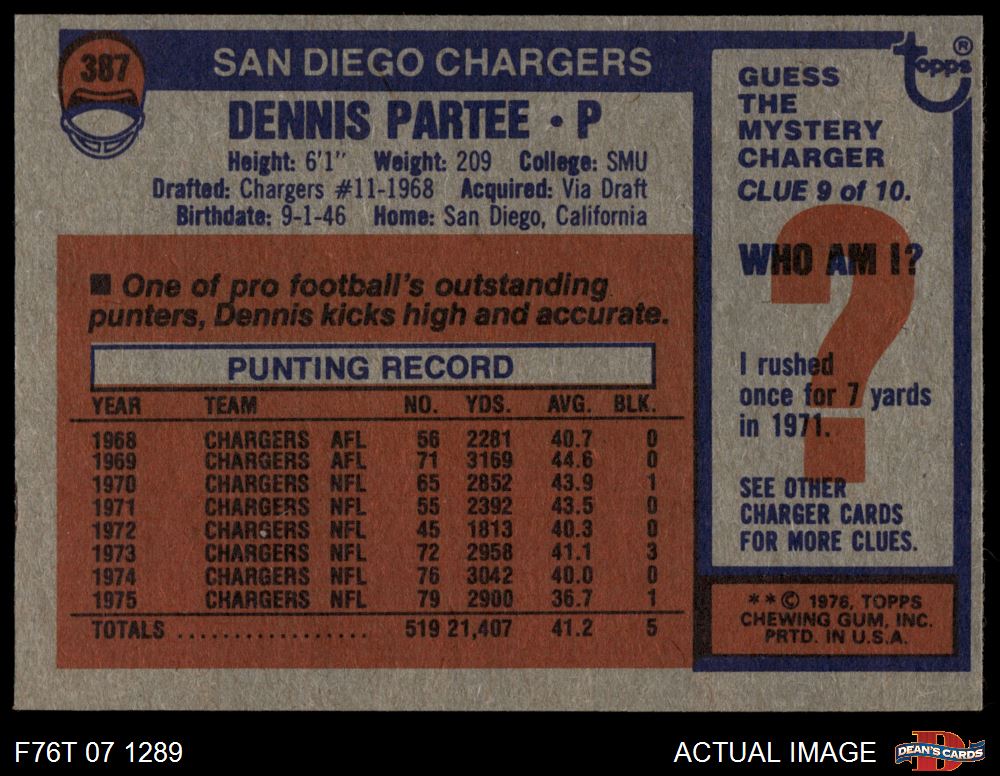 387
SAN DIEGO CHARGERS
DENNIS PARTEE • P
Height: 6'1" Weight: 209 College: SMU
Drafted: Chargers #11-1968 Acquired: Via Draft
Birthdate: 9-1-46 Home: San Diego, California
■ One of pro football's outstanding
punters, Dennis kicks high and accurate.
PUNTING RECORD
YEAR TEAM NO. YDS. AVG. BLK.
1968 CHARGERS AFL 56 2281 40.7 0
1969 CHARGERS AFL 71 3169 44.6 0
1970 CHARGERS NFL 65 2852 43.9 1
1971 CHARGERS NFL 55 2392 43.5 0
1972 CHARGERS NFL 45 1813 40.3 0
1973 CHARGERS NFL 72 2958 41.1 3
1974 CHARGERS NFL 76 3042 40.0 0
1975 CHARGERS NFL 79 2900 36.7 1
TOTALS .................. 519 21,407 41.2 5
topps ®
GUESS
THE
MYSTERY
CHARGER
CLUE 9 of 10.
WHO AM I?
?
I rushed
once for 7 yards
in 1971.
SEE OTHER
CHARGER CARDS
FOR MORE CLUES.
**© 1976, TOPPS
CHEWING GUM, INC.
PRTD. IN U.S.A.
F76T 07 1289
ACTUAL IMAGE
D
DEAN'S CARDS